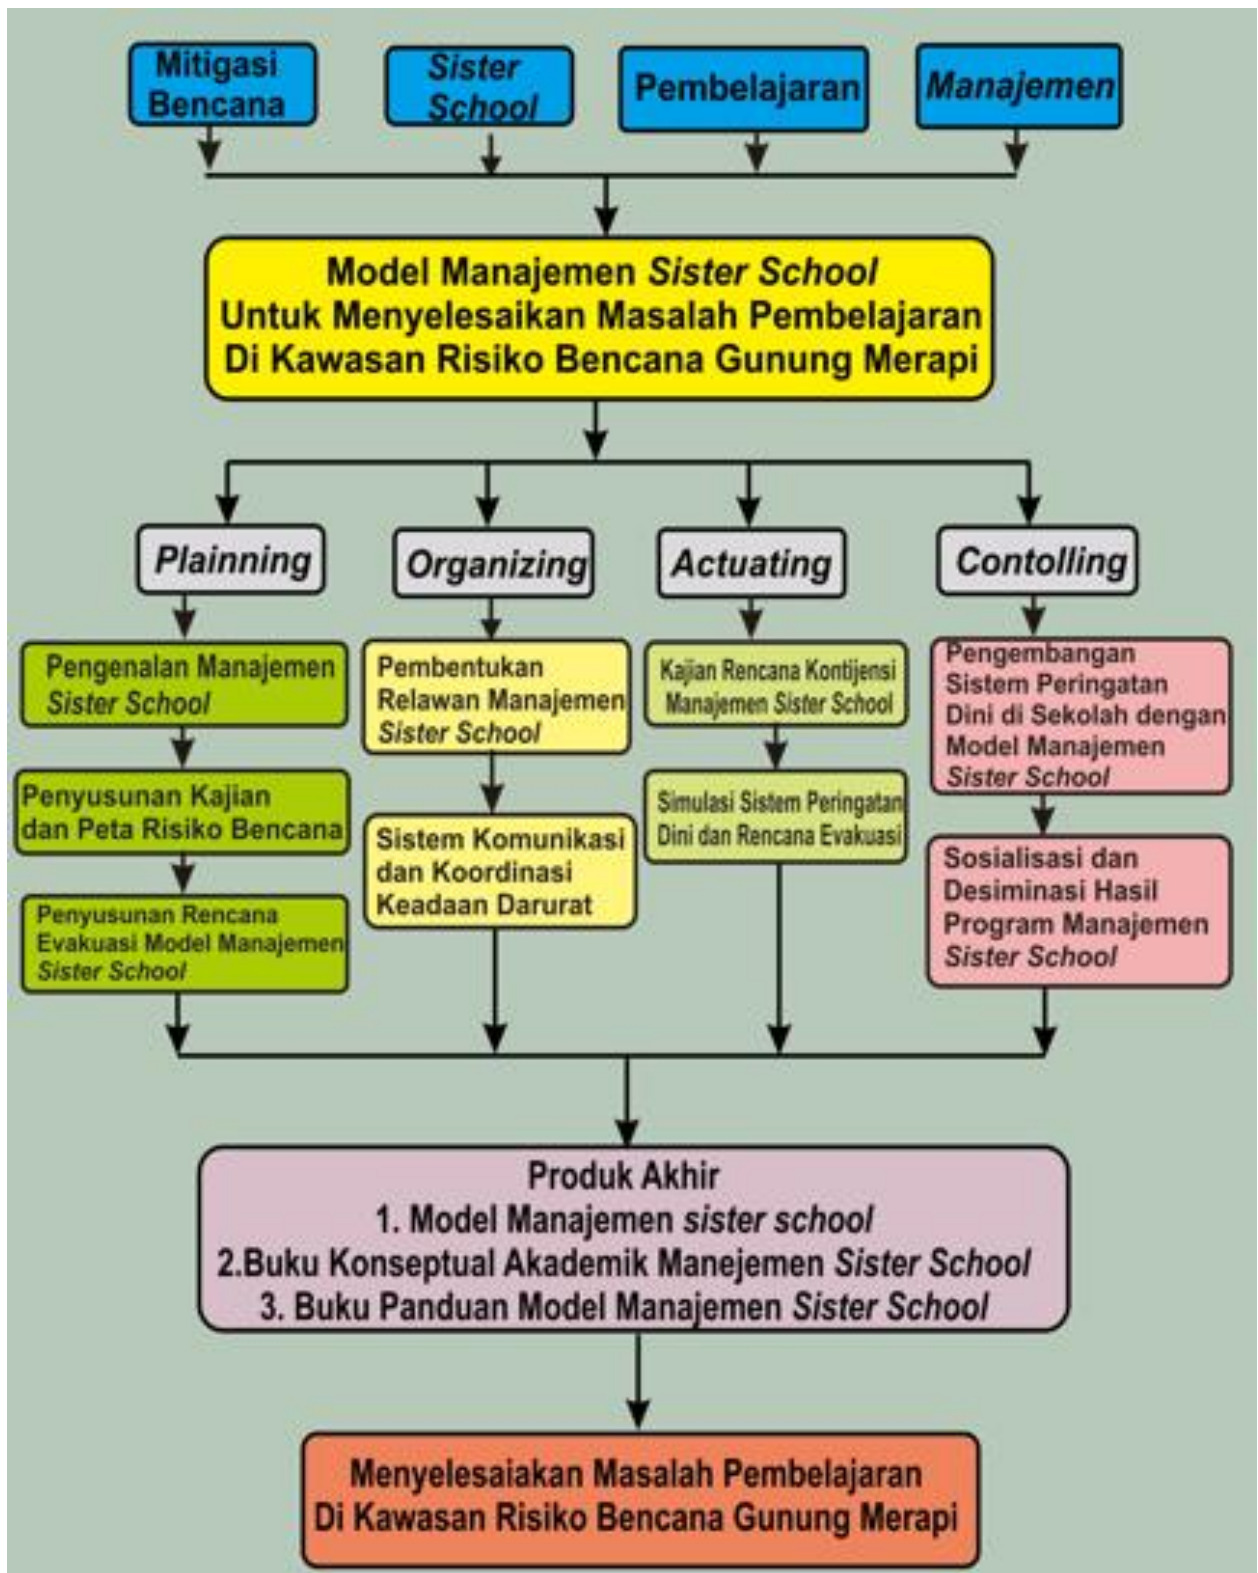 Mitigasi
Bencana
Sister
School
Pembelajaran
Manajemen
Model Manajemen Sister School
Untuk Menyelesaikan Masalah Pembelajaran
Di Kawasan Risiko Bencana Gunung Merapi
Plainning
Organizing
Actuating
Contolling
Pengenalan Manajemen
Sister School
Penyusunan Kajian
dan Peta Risiko Bencana
Penyusunan Rencana
Evakuasi Model Manajemen
Sister School
Pembentukan
Relawan Manajemen
Sister School
Sistem Komunikasi
dan Koordinasi
Keadaan Darurat
Kajian Rencana Kontijensi
Manajemen Sister School
Simulasi Sistem Peringatan
Dini dan Rencana Evakuasi
Pengembangan
Sistem Peringatan
Dini di Sekolah dengan
Model Manajemen
Sister School
Sosialisasi dan
Desiminasi Hasil
Program Manajemen
Sister School
Produk Akhir
1. Model Manajemen sister school
2.Buku Konseptual Akademik Manejemen Sister School
3. Buku Panduan Model Manajemen Sister School
Menyelesaiakan Masalah Pembelajaran
Di Kawasan Risiko Bencana Gunung Merapi